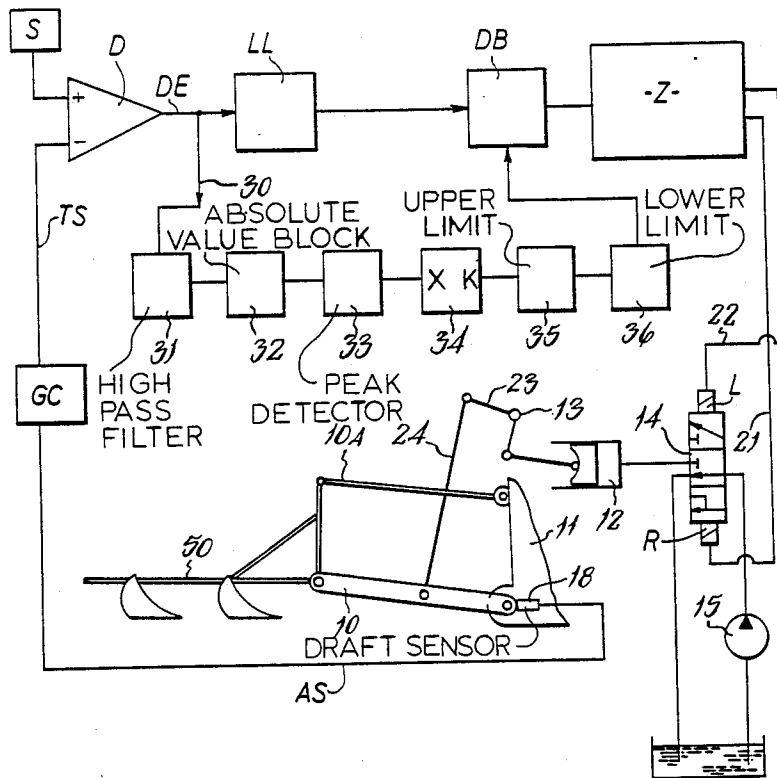 S
D
DE
LL
DB
-Z-
+
−
30
TS
ABSOLUTE
VALUE BLOCK
UPPER
LIMIT
LOWER
LIMIT
X K
31
32
33
34
35
36
HIGH
PASS
FILTER
PEAK
DETECTOR
GC
22
L
21
14
23
13
24
10A
12
11
R
15
50
18
10
DRAFT SENSOR
AS